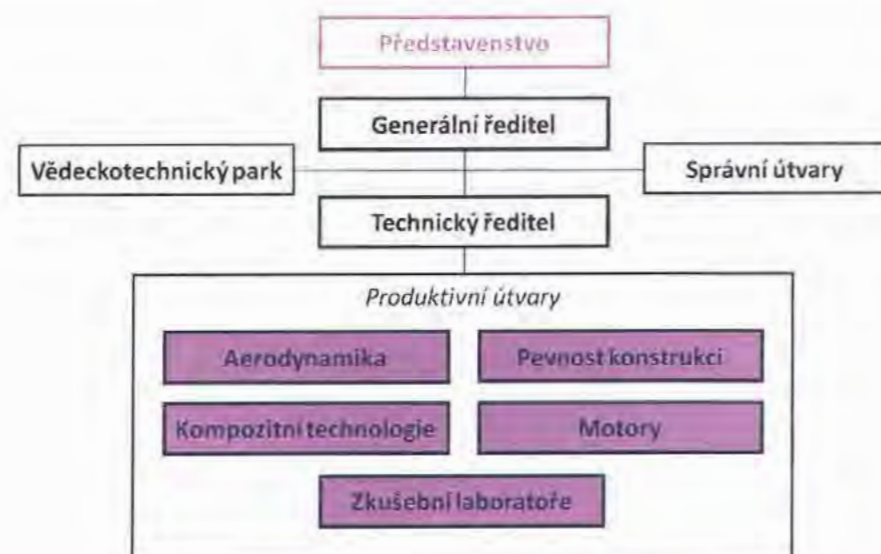 Představenstvo
Generální ředitel
Vědeckotechnický park
Správní útvary
Technický ředitel
Produktivní útvary
Aerodynamika
Pevnost konstrukcí
Kompozitní technologie
Motory
Zkušební laboratoře